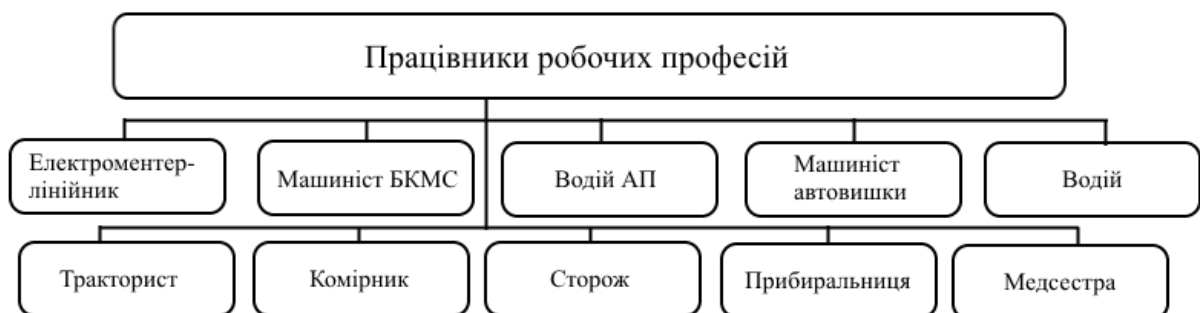 Працівники робочих професій
Електроментер-
лінійник
Машиніст БКМС
Водій АП
Машиніст
автовишки
Водій
Тракторист
Комірник
Сторож
Прибиральниця
Медсестра